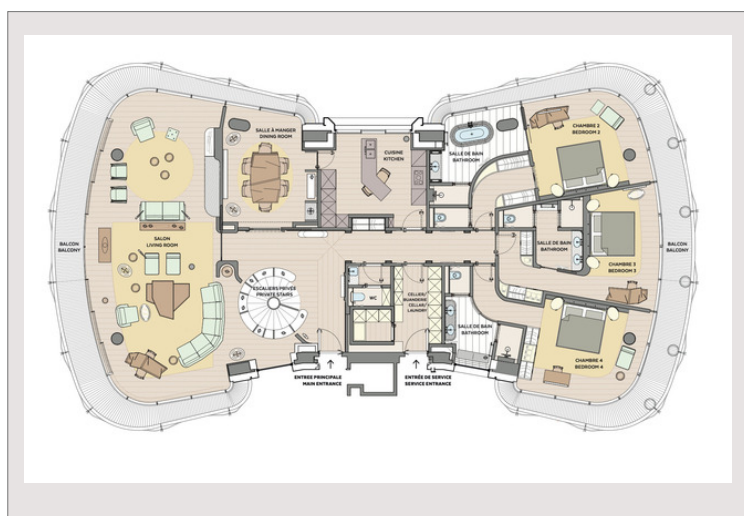 SALLE À MANGER
DINING ROOM
CUISINE
KITCHEN
SALLE DE BAIN
BATHROOM
CHAMBRE 2
BEDROOM 2
SALON
LIVING ROOM
BALCON
BALCONY
SALLE DE BAIN
BATHROOM
CHAMBRE 3
BEDROOM 3
BALCON
BALCONY
ESCALIERS PRIVÉS
PRIVATE STAIRS
WC
CELLIER/
BUANDERIE
CELLAR/
LAUNDRY
SALLE DE BAIN
BATHROOM
CHAMBRE 4
BEDROOM 4
ENTRÉE PRINCIPALE
MAIN ENTRANCE
ENTRÉE DE SERVICE
SERVICE ENTRANCE